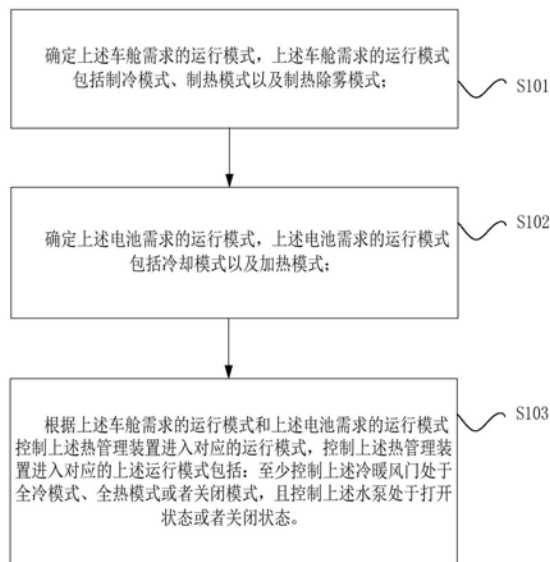 确定上述车舱需求的运行模式，上述车舱需求的运行模式
包括制冷模式、制热模式以及制热除雾模式；
S101
确定上述电池需求的运行模式，上述电池需求的运行模式
包括冷却模式以及加热模式；
S102
根据上述车舱需求的运行模式和上述电池需求的运行模式
控制上述热管理装置进入对应的运行模式，控制上述热管理装
置进入对应的上述运行模式包括：至少控制上述冷暖风门处于
全冷模式、全热模式或者关闭模式，且控制上述水泵处于打开
状态或者关闭状态。
S103